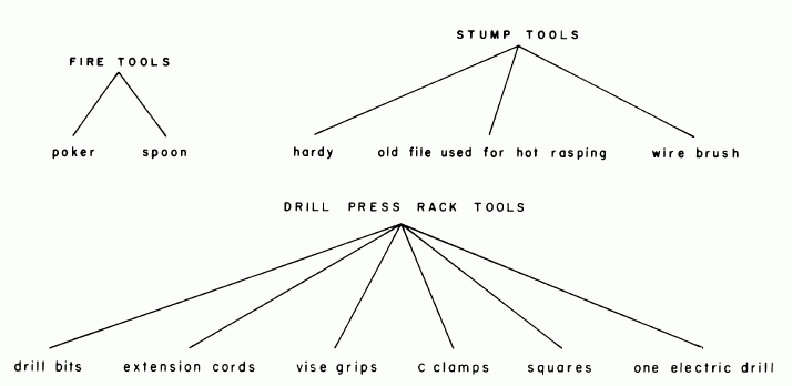 STUMP TOOLS
FIRE TOOLS
poker spoon hardy old file used for hot rasping wire brush
DRILL PRESS RACK TOOLS
drill bits extension cords vise grips C clamps squares one electric drill